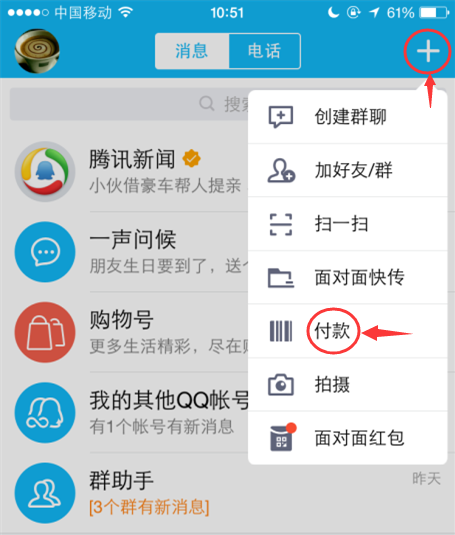 中国移动
10:51
61%
消息
电话
搜索
创建群聊
加好友/群
扫一扫
面对面快传
付款
拍摄
面对面红包
腾讯新闻
小伙借豪车帮人提亲
一声问候
朋友生日要到了，送个
购物号
更多生活精彩，尽在购
我的其他QQ帐号
有1个帐号有新消息
群助手
昨天
[3个群有新消息]